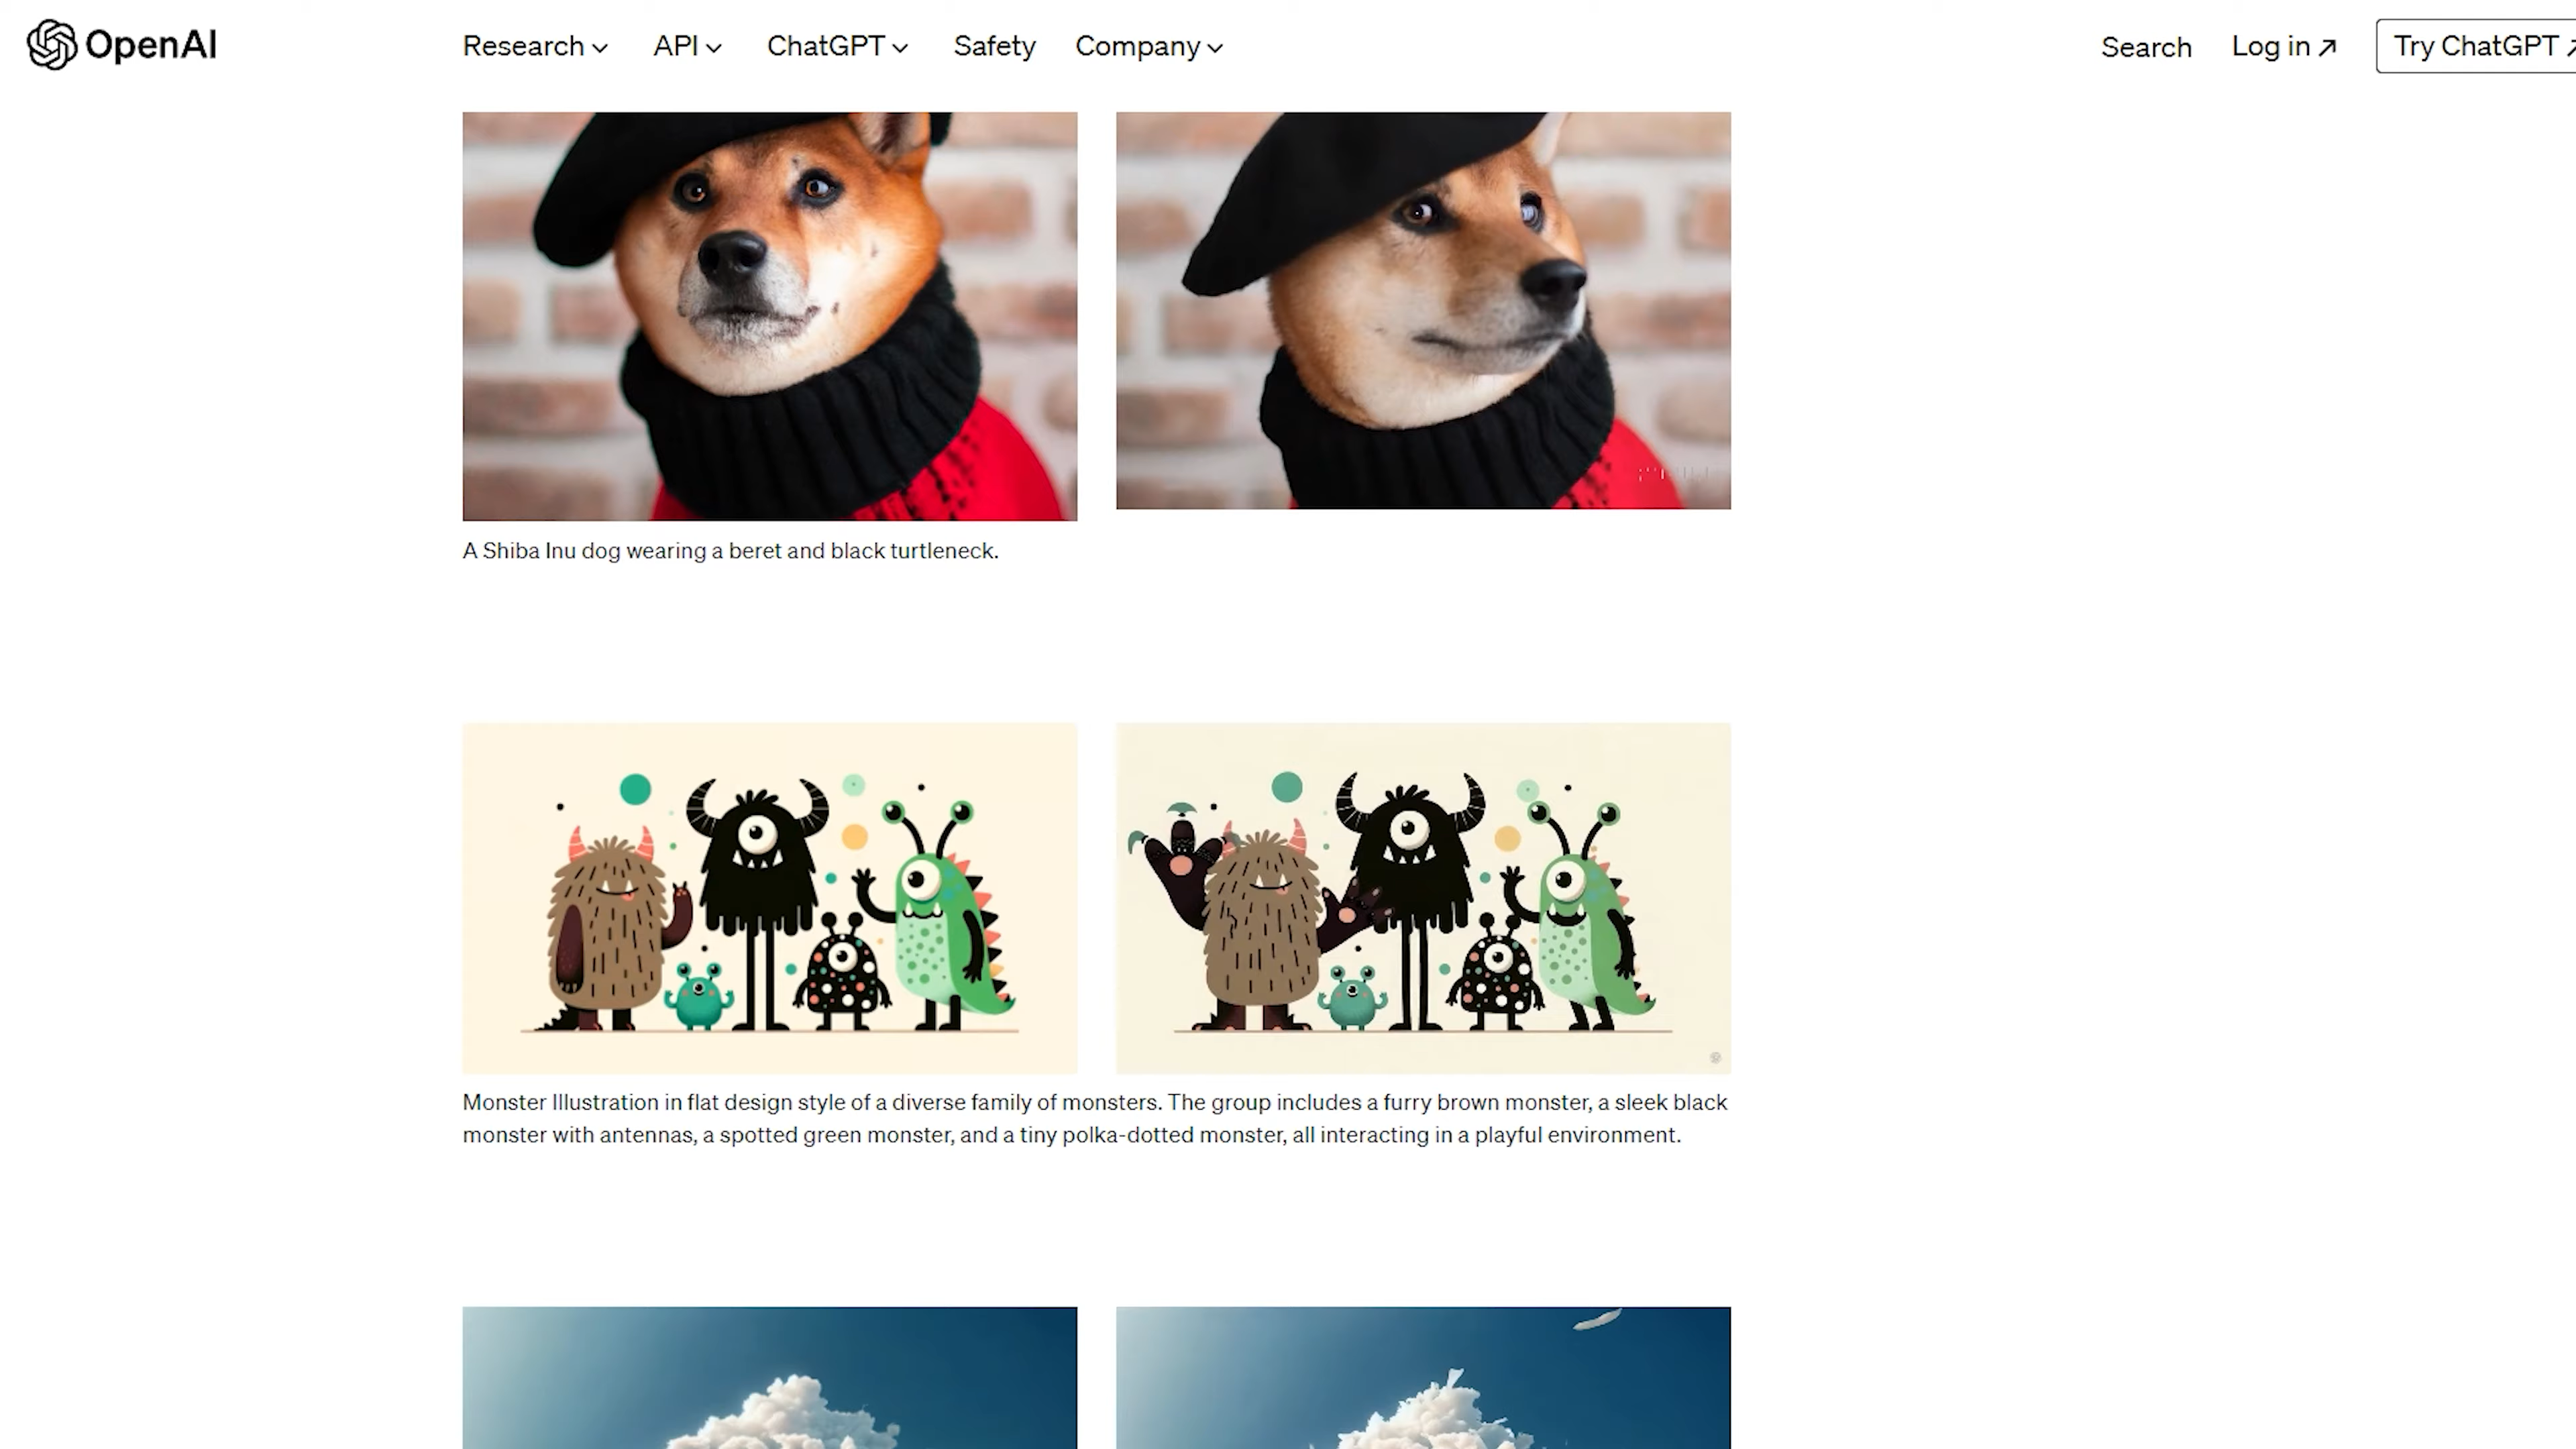 OpenAI
Research
API
ChatGPT
Safety
Company
Search
Log in
Try ChatGPT
A Shiba Inu dog wearing a beret and black turtleneck.
Monster Illustration in flat design style of a diverse family of monsters. The group includes a furry brown monster, a sleek black
monster with antennas, a spotted green monster, and a tiny polka-dotted monster, all interacting in a playful environment.